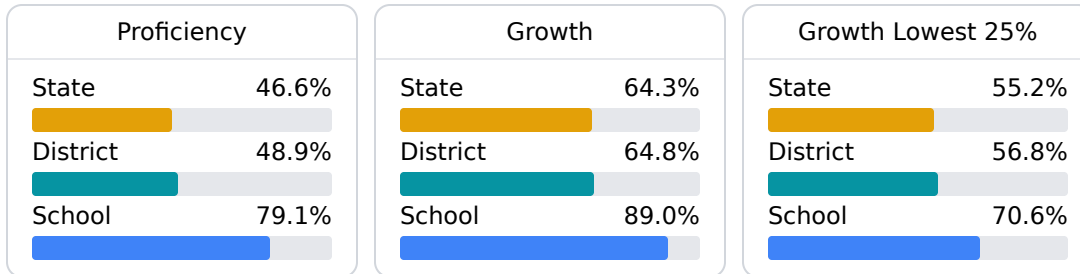 Proficiency
State 46.6%
District 48.9%
School 79.1%
Growth
State 64.3%
District 64.8%
School 89.0%
Growth Lowest 25%
State 55.2%
District 56.8%
School 70.6%